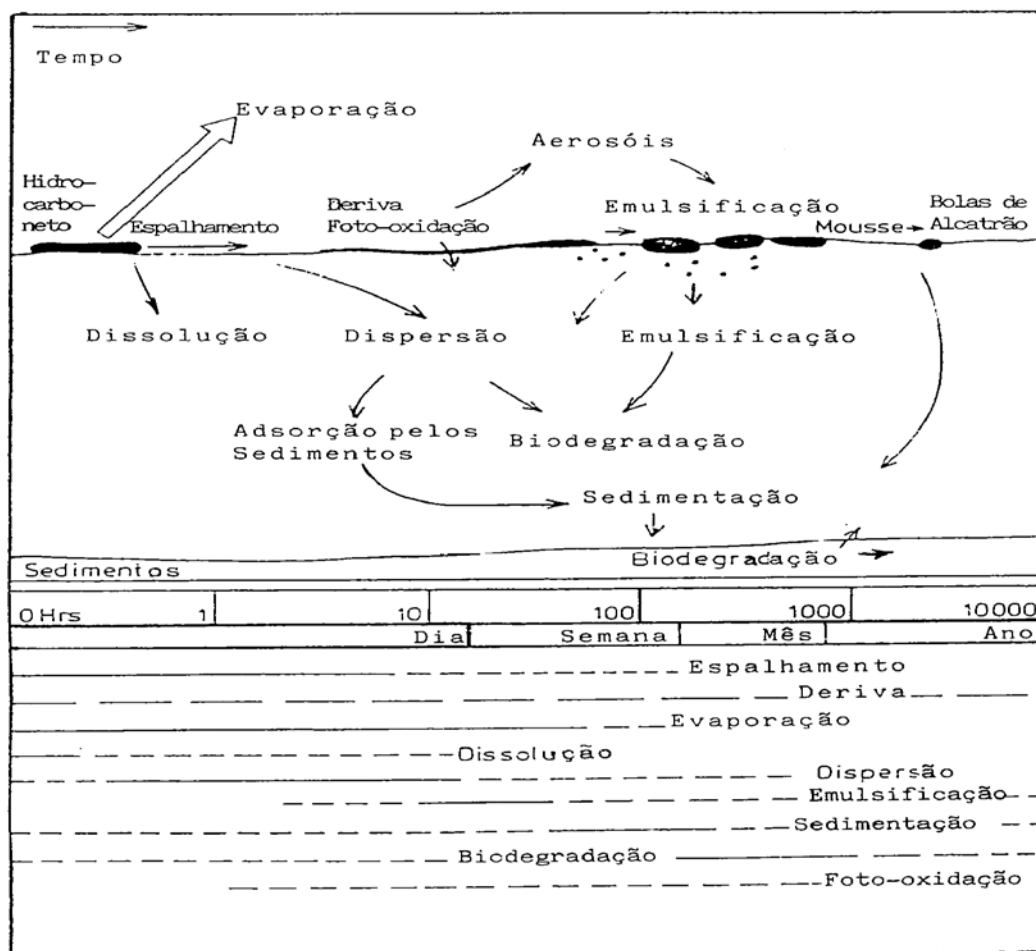 Tempo
Evaporação
Aerosóis
Hidro-
carbo-
neto
Espalhamento
Deriva
Foto-oxidação
Emulsificação
Mousse
Bolas de
Alcatrão
Dissolução
Dispersão
Emulsificação
Adsorção pelos
Sedimentos
Biodegradação
Sedimentação
Biodegradação
Sedimentos
0Hrs 1 10 100 1000 10000
Dia Semana Mês Ano
Espalhamento
Deriva
Evaporação
Dissolução
Dispersão
Emulsificação
Sedimentação
Biodegradação
Foto-oxidação